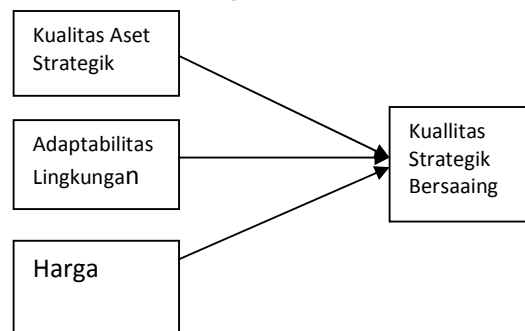 Kualitas Aset
Strategik
Adaptabilitas
Lingkungan
Harga
Kuallitas
Strategik
Bersaaing